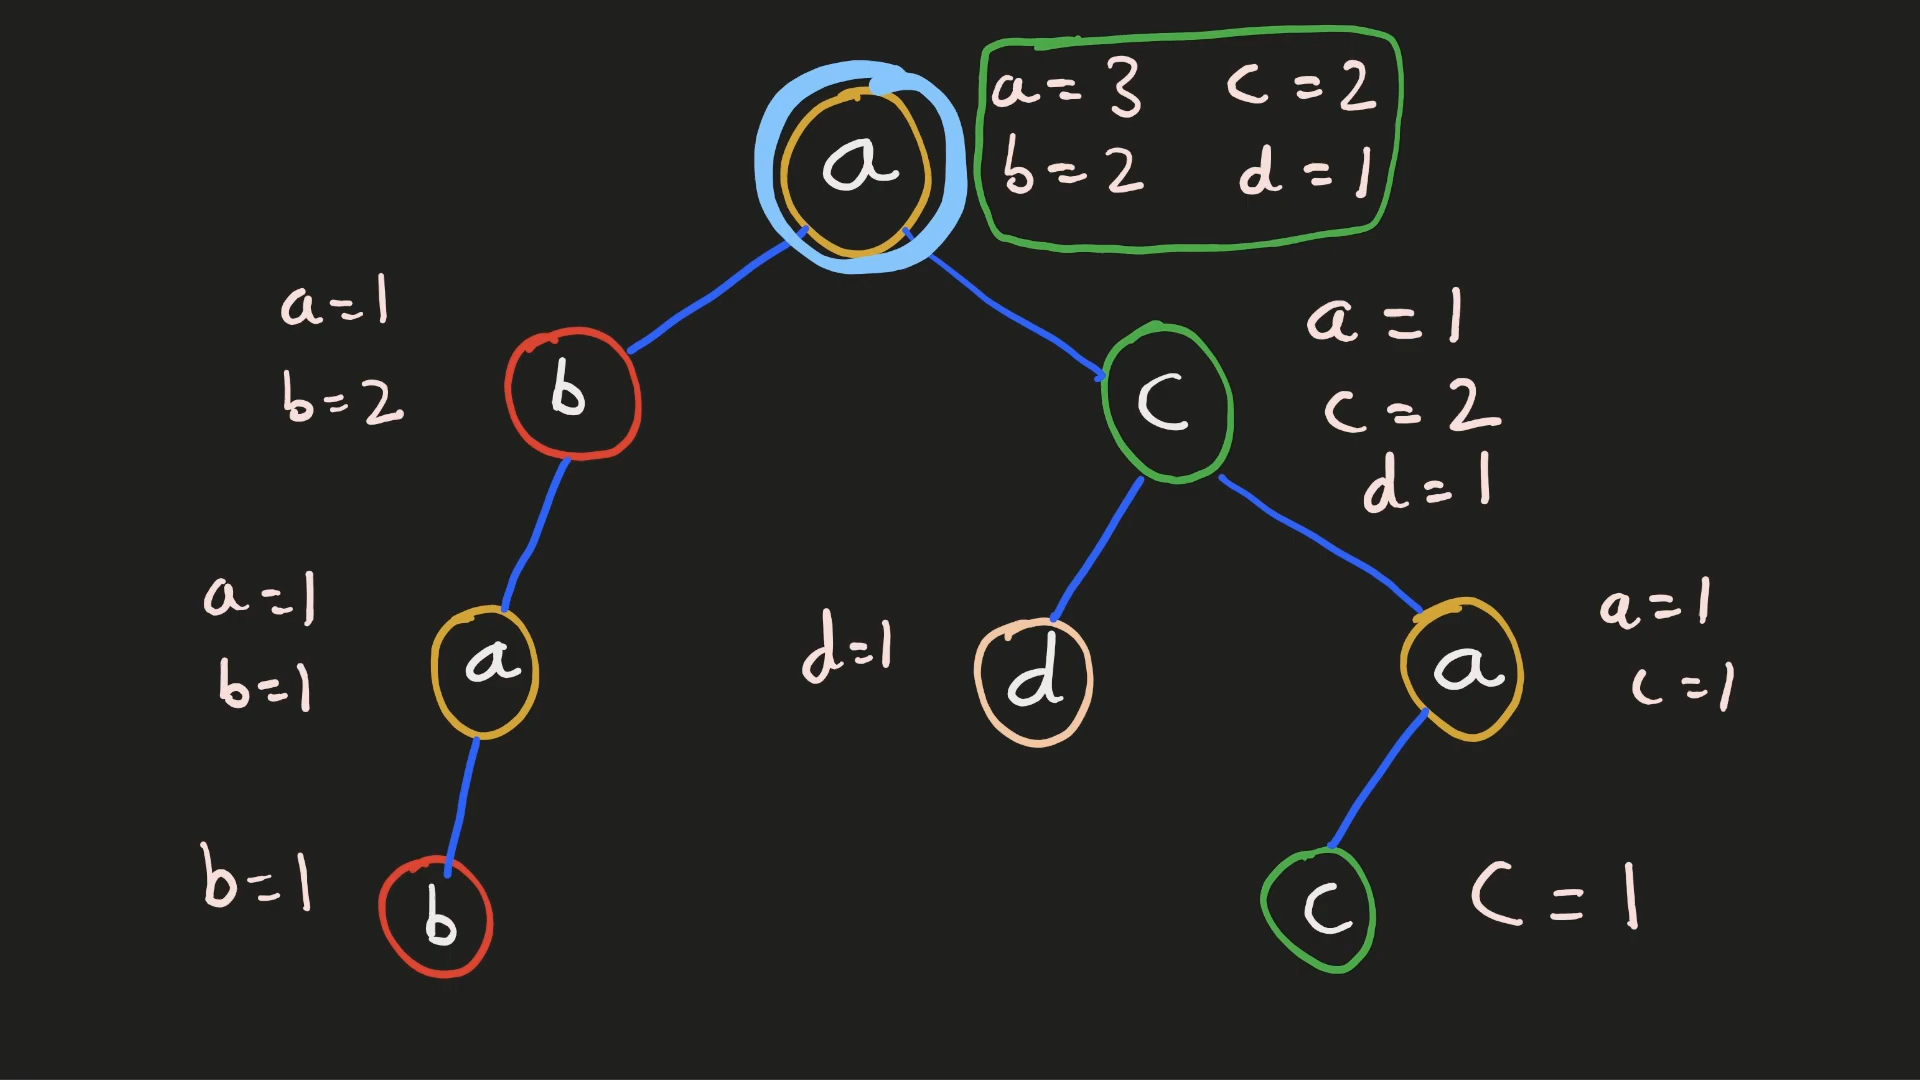 a
a = 3 c = 2
b = 2 d = 1
a = 1
b = 2
b
c
a = 1
c = 2
d = 1
a = 1
b = 1
a
d = 1
d
a
a = 1
c = 1
b = 1
b
c
C = 1